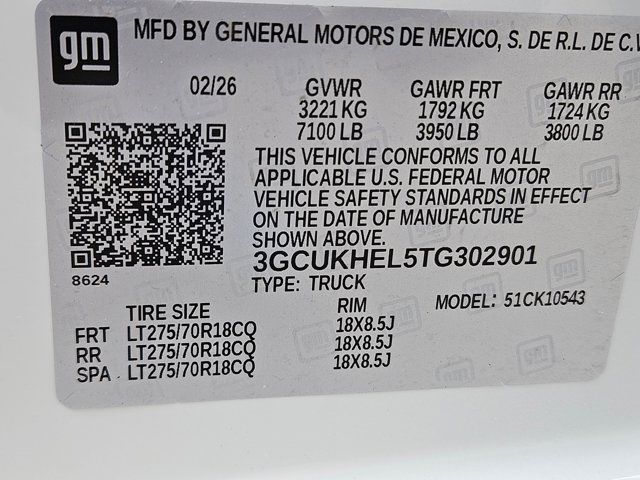 gm
MFD BY GENERAL MOTORS DE MEXICO, S. DE R.L. DE C.V
02/26 GVWR GAWR FRT GAWR RR
3221 KG 1792 KG 1724 KG
7100 LB 3950 LB 3800 LB
THIS VEHICLE CONFORMS TO ALL
APPLICABLE U.S. FEDERAL MOTOR
VEHICLE SAFETY STANDARDS IN EFFECT
ON THE DATE OF MANUFACTURE
SHOWN ABOVE.
3GCUKHEL5TG302901
8624
TYPE: TRUCK MODEL: 51CK10543
TIRE SIZE RIM
FRT LT275/70R18CQ 18X8.5J
RR LT275/70R18CQ 18X8.5J
SPA LT275/70R18CQ 18X8.5J